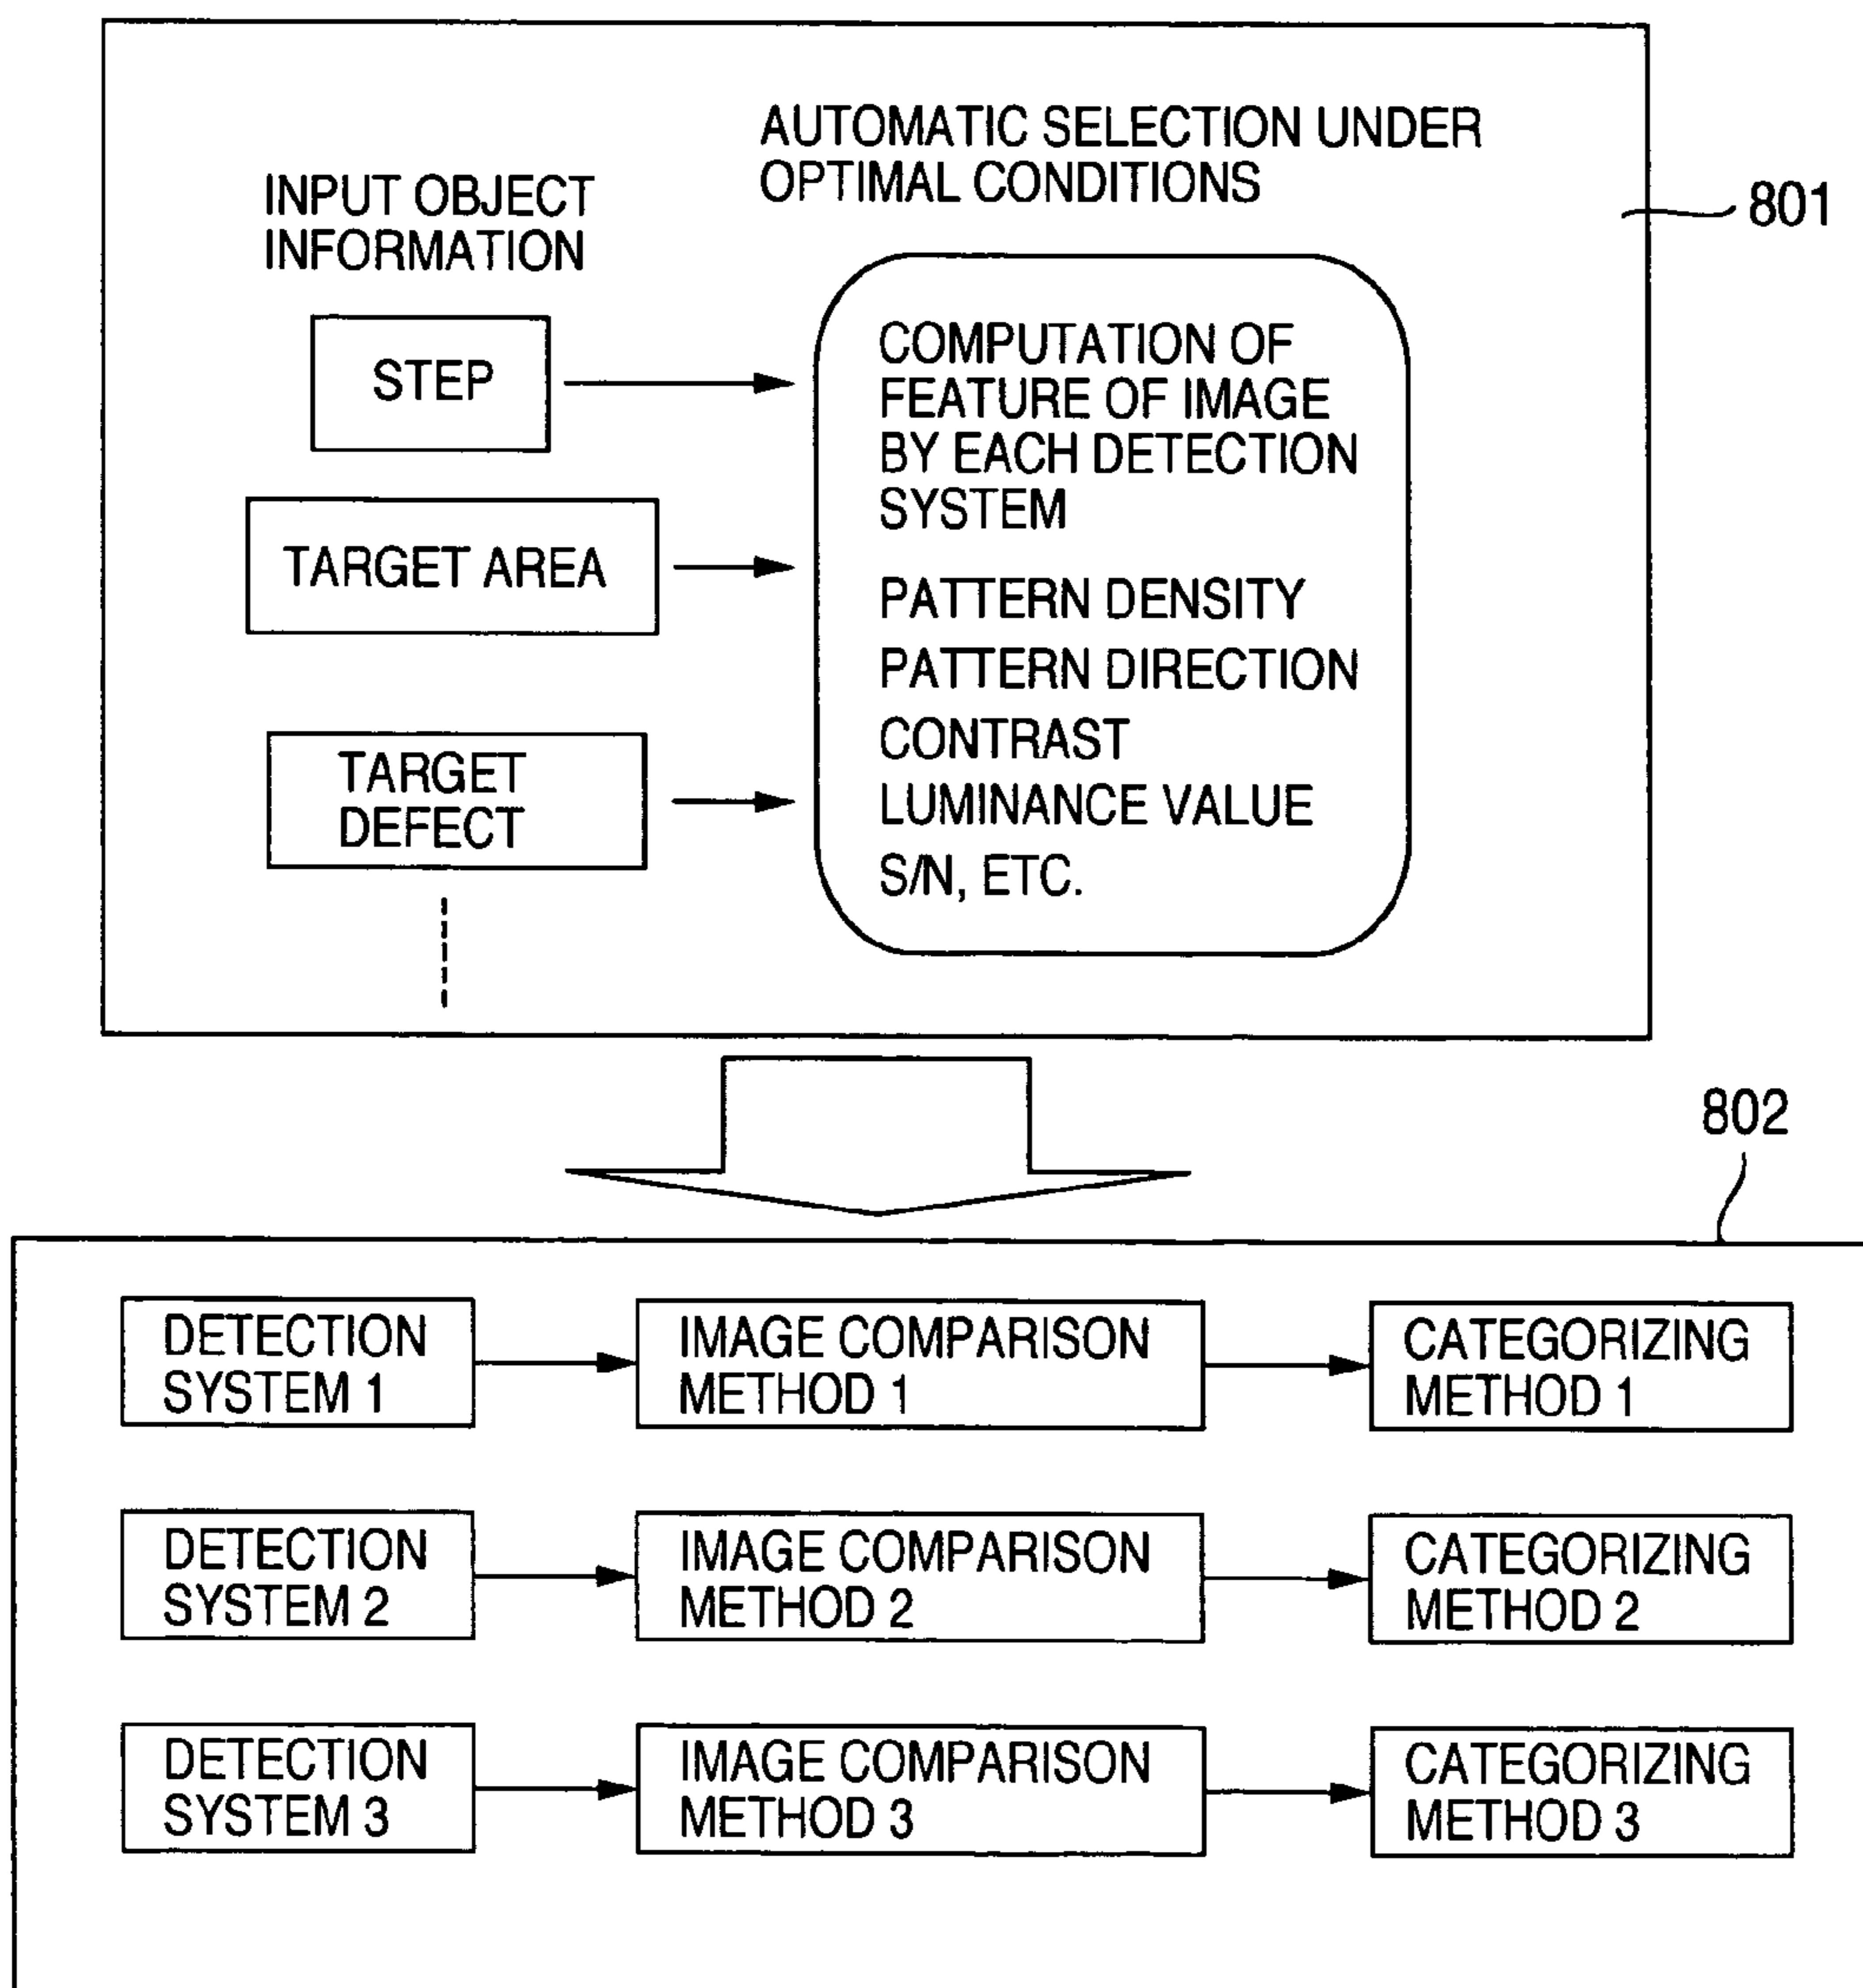 AUTOMATIC SELECTION UNDER
OPTIMAL CONDITIONS
801
INPUT OBJECT
INFORMATION
STEP
TARGET AREA
TARGET
DEFECT
COMPUTATION OF
FEATURE OF IMAGE
BY EACH DETECTION
SYSTEM
PATTERN DENSITY
PATTERN DIRECTION
CONTRAST
LUMINANCE VALUE
S/N, ETC.
802
DETECTION
SYSTEM 1
IMAGE COMPARISON
METHOD 1
CATEGORIZING
METHOD 1
DETECTION
SYSTEM 2
IMAGE COMPARISON
METHOD 2
CATEGORIZING
METHOD 2
DETECTION
SYSTEM 3
IMAGE COMPARISON
METHOD 3
CATEGORIZING
METHOD 3